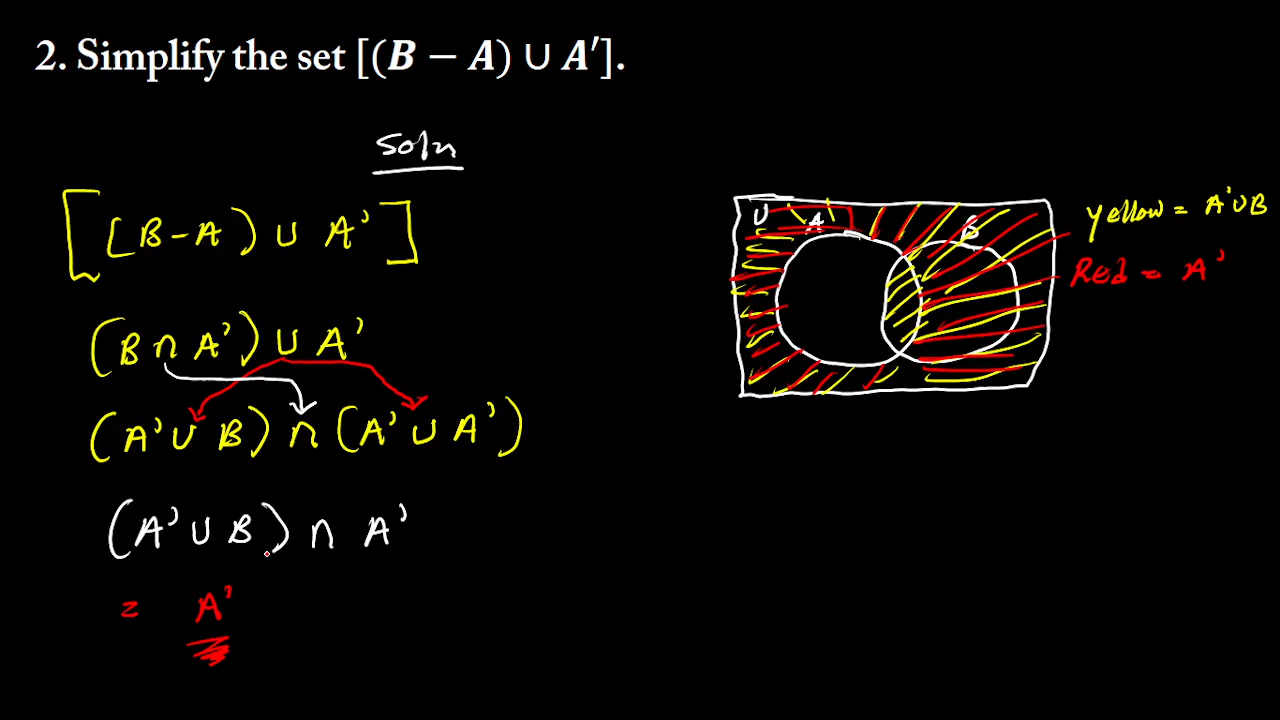 2. Simplify the set [(B − A) ∪ A′].
Soln
[(B-A) ∪ A']
(B ∩ A') ∪ A'
(A' ∪ B) ∩ (A' ∪ A')
(A' ∪ B) ∩ A'
= A'
U A B
Yellow = A'∪B
Red = A'